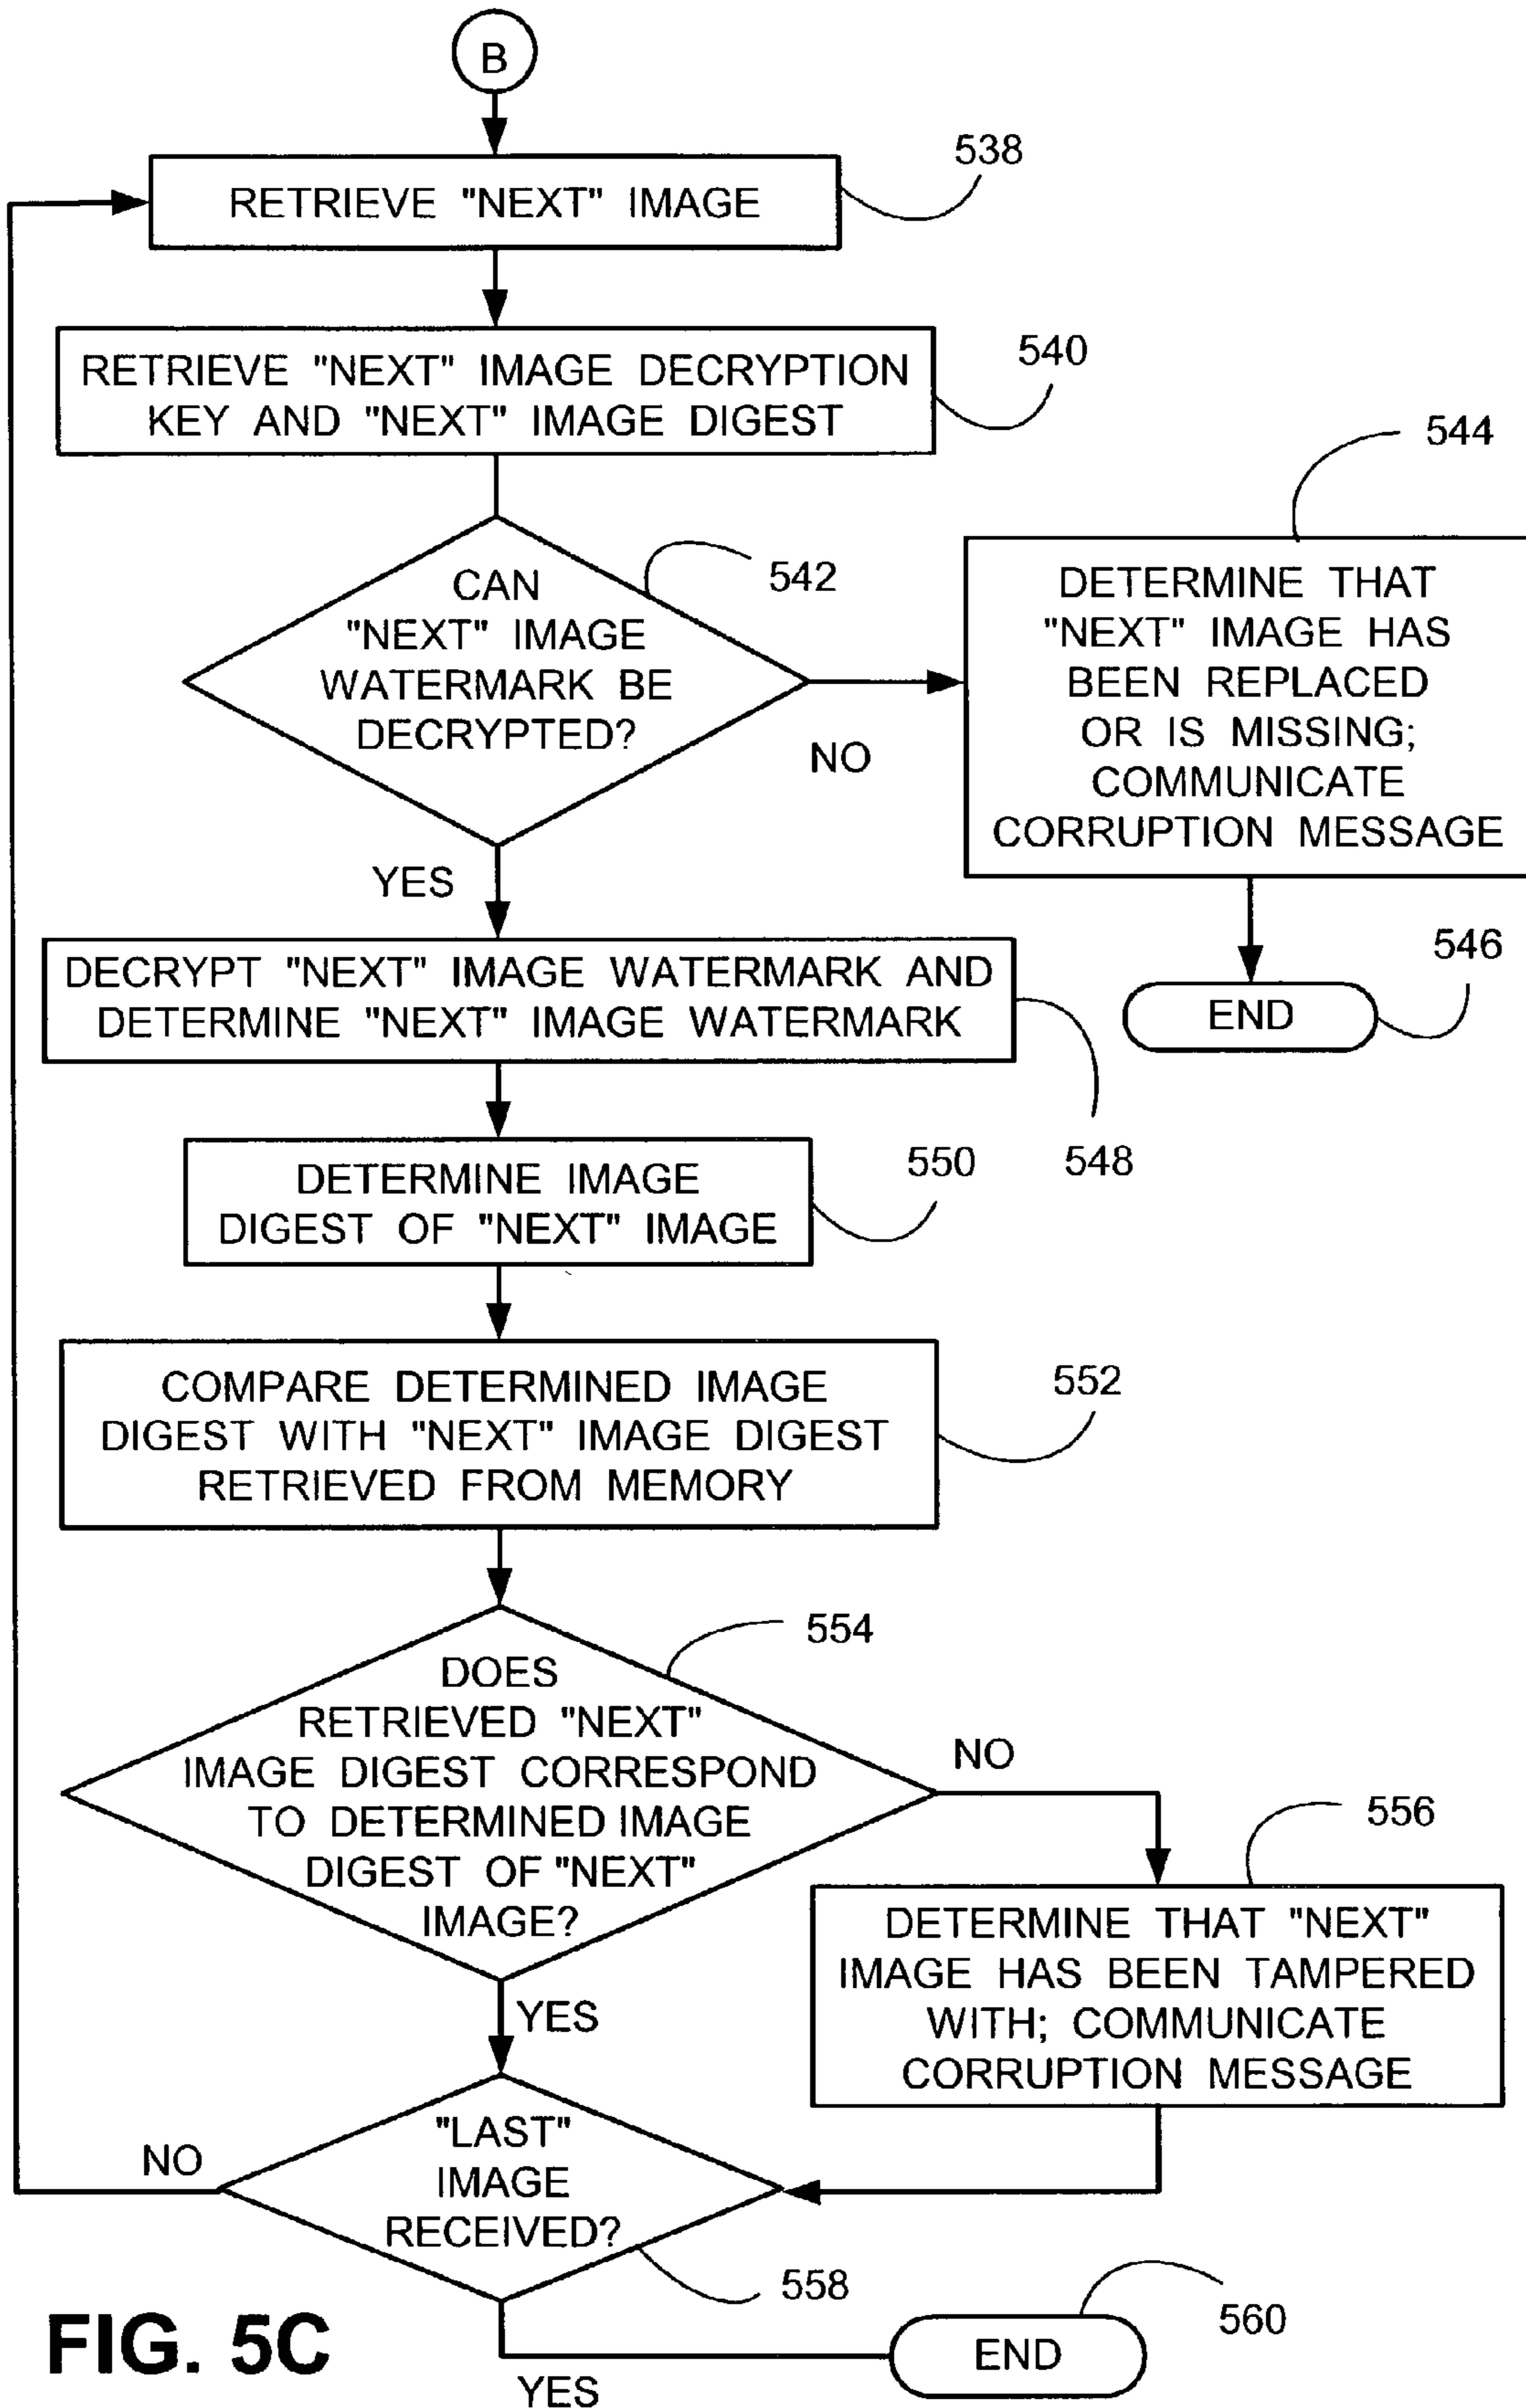 B
538
RETRIEVE "NEXT" IMAGE
540
RETRIEVE "NEXT" IMAGE DECRYPTION
KEY AND "NEXT" IMAGE DIGEST
544
542
CAN
"NEXT" IMAGE
WATERMARK BE
DECRYPTED?
NO
YES
DETERMINE THAT
"NEXT" IMAGE HAS
BEEN REPLACED
OR IS MISSING;
COMMUNICATE
CORRUPTION MESSAGE
546
END
DECRYPT "NEXT" IMAGE WATERMARK AND
DETERMINE "NEXT" IMAGE WATERMARK
548
550
DETERMINE IMAGE
DIGEST OF "NEXT" IMAGE
552
COMPARE DETERMINED IMAGE
DIGEST WITH "NEXT" IMAGE DIGEST
RETRIEVED FROM MEMORY
554
DOES
RETRIEVED "NEXT"
IMAGE DIGEST CORRESPOND
TO DETERMINED IMAGE
DIGEST OF "NEXT"
IMAGE?
NO
YES
556
DETERMINE THAT "NEXT"
IMAGE HAS BEEN TAMPERED
WITH; COMMUNICATE
CORRUPTION MESSAGE
"LAST"
IMAGE
RECEIVED?
NO
558
560
END
YES
FIG. 5C